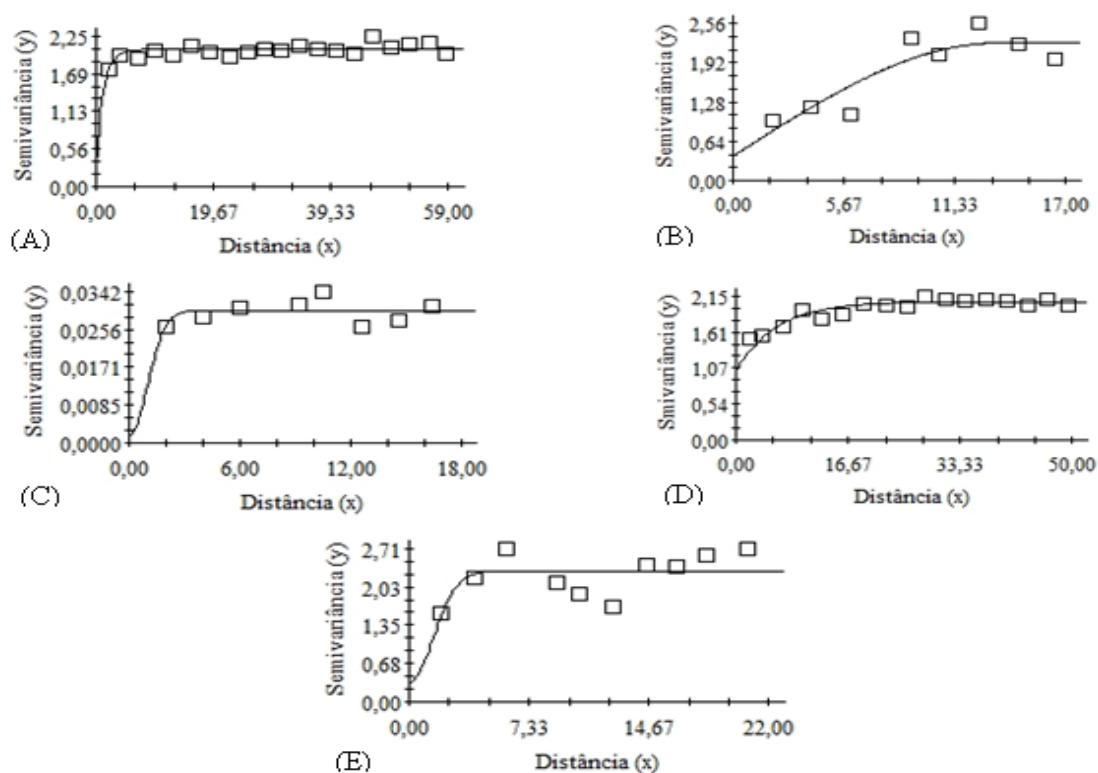 Semivariância (y)
2,25
1,69
1,13
0,56
0,00
0,00 19,67 39,33 59,00
Distância (x)
(A)
Semivariância (y)
2,56
1,92
1,28
0,64
0,00
0,00 5,67 11,33 17,00
Distância (x)
(B)
Semivariância (y)
0,0342
0,0256
0,0171
0,0085
0,0000
0,00 6,00 12,00 18,00
Distância (x)
(C)
Smivariância (y)
2,15
1,61
1,07
0,54
0,00
0,00 16,67 33,33 50,00
Distância (x)
(D)
Semivariância (y)
2,71
2,03
1,35
0,68
0,00
0,00 7,33 14,67 22,00
Distância (x)
(E)